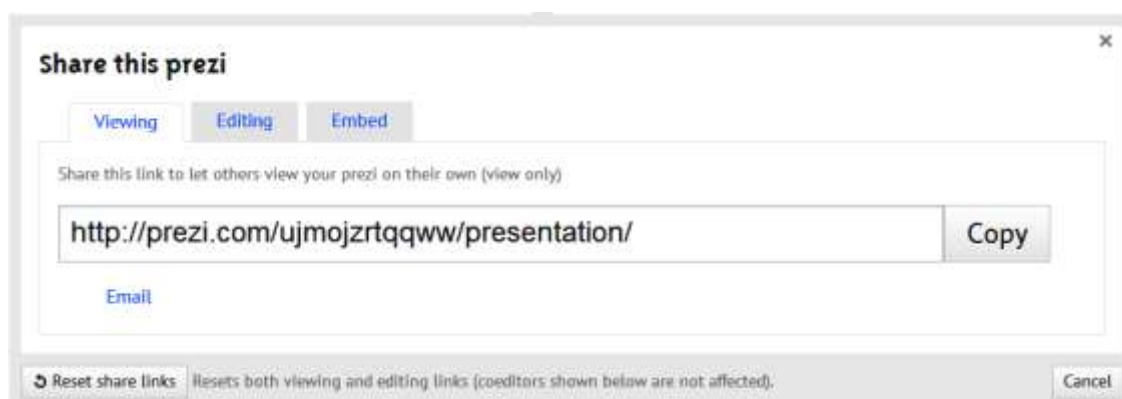 Share this prezi
Viewing Editing Embed
Share this link to let others view your prezi on their own (view only)
http://prezi.com/ujmojzrtqqww/presentation/ Copy
Email
Reset share links Resets both viewing and editing links (coeditors shown below are not affected). Cancel